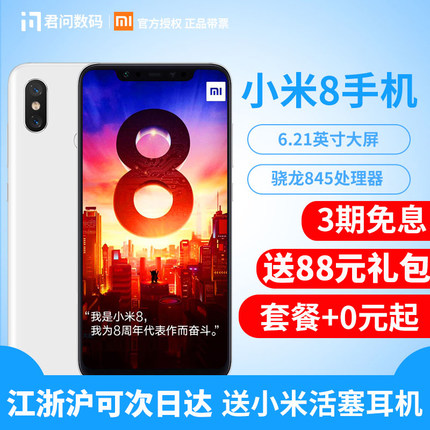 君问数码 mi 官方授权 正品带票
小米8手机
6.21英寸大屏
骁龙845处理器
mi
8
3期免息
送88元礼包
套餐+0元起
“我是小米8，
我为8周年代表作而奋斗。”
江浙沪可次日达 送小米活塞耳机